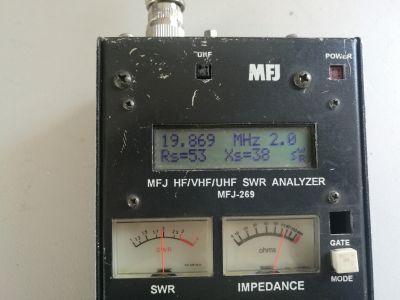 UHF
MFJ
POWER
19.869 MHz 2.0
Rs=53 Xs=38 SWR
MFJ HF/VHF/UHF SWR ANALYZER
MFJ-269
SWR
ohms
GATE
SWR
IMPEDANCE
MODE